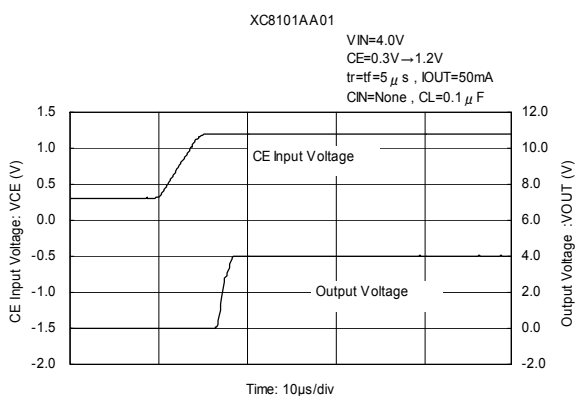 XC8101AA01
VIN=4.0V
CE=0.3V→1.2V
tr=tf=5μs , IOUT=50mA
CIN=None , CL=0.1μF
1.5
1.0
0.5
0.0
-0.5
-1.0
-1.5
-2.0
CE Input Voltage: VCE (V)
CE Input Voltage
Output Voltage
12.0
10.0
8.0
6.0
4.0
2.0
0.0
-2.0
Output Voltage :VOUT (V)
Time: 10μs/div